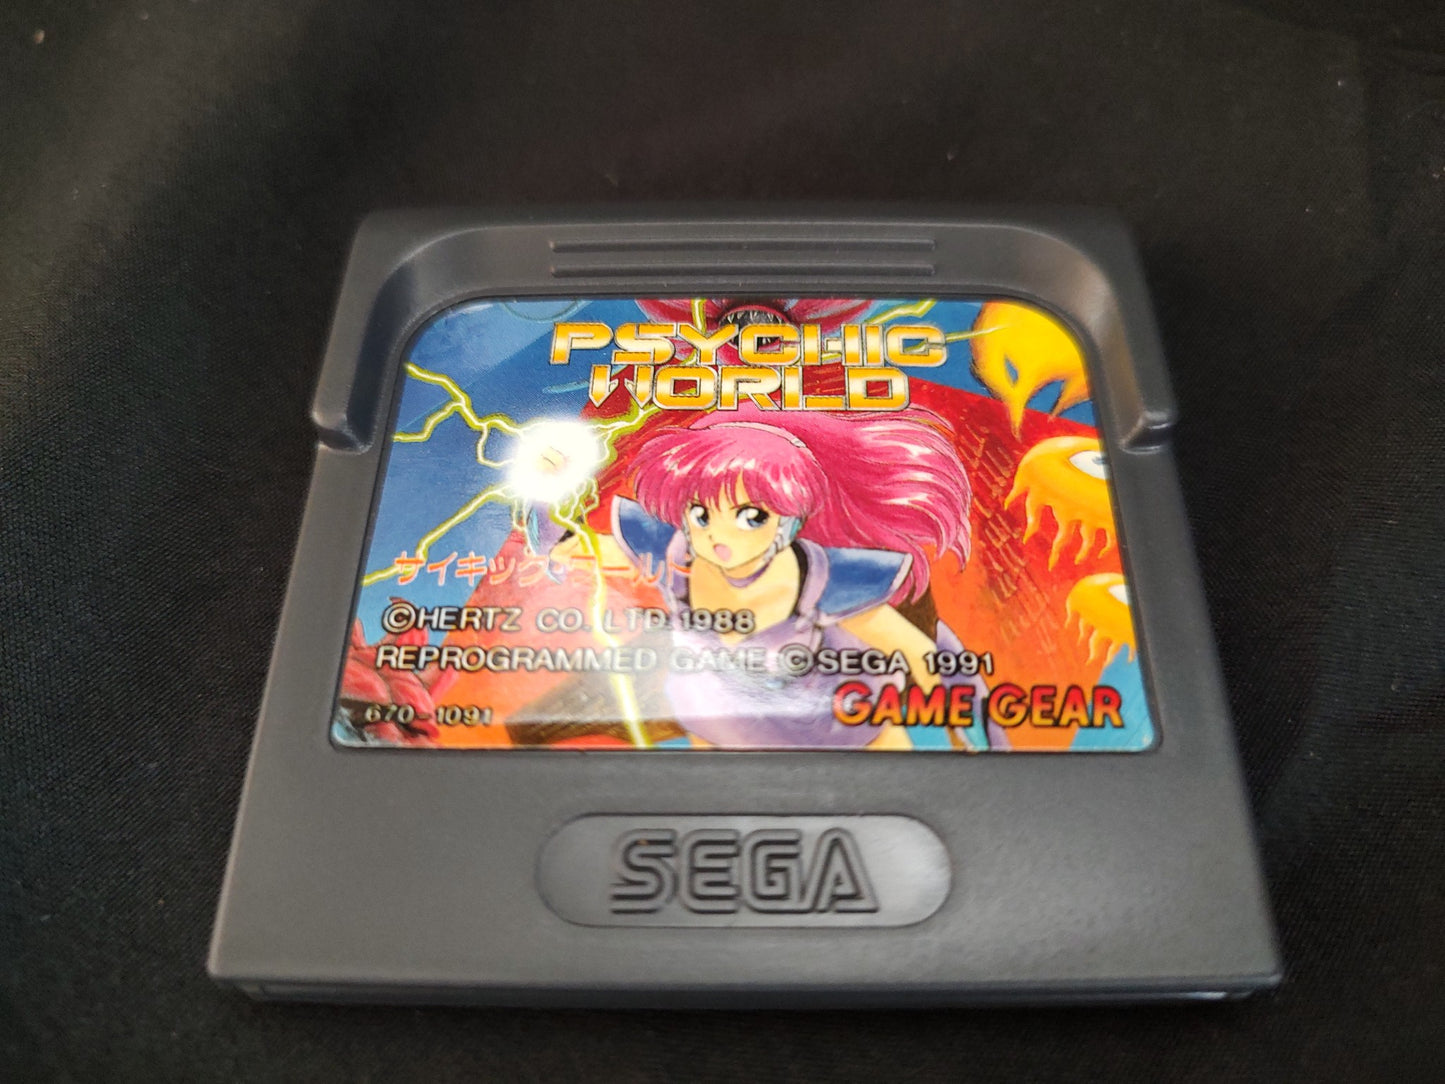 PSYCHIC
WORLD
サイキック・ワールド
©HERTZ CO. LTD. 1988
REPROGRAMMED GAME ©SEGA 1991
670-1091
GAME GEAR
SEGA